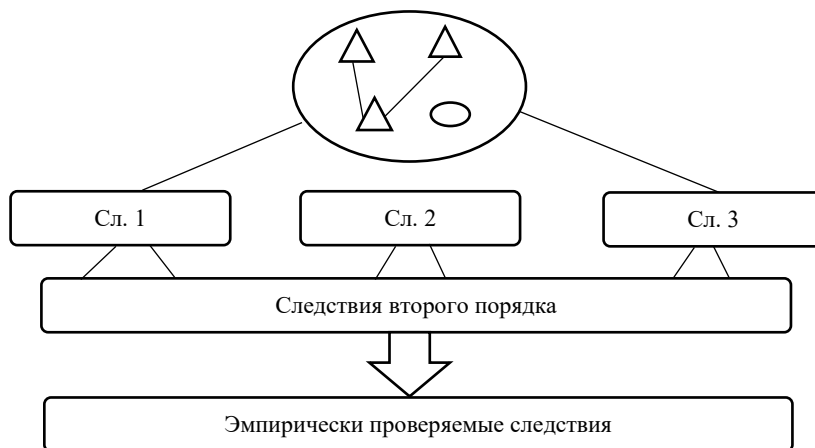 Сл. 1
Сл. 2
Сл. 3
Следствия второго порядка
Эмпирически проверяемые следствия